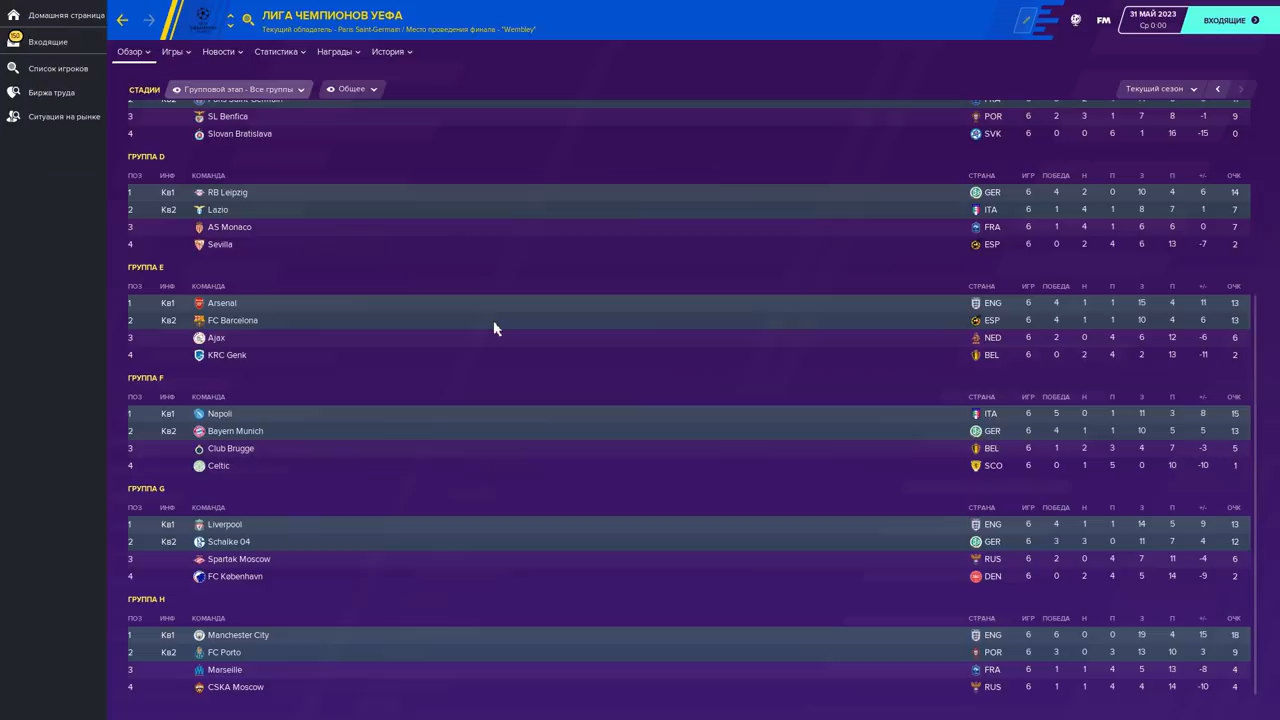 Домашняя страница
150
Входящие
Список игроков
Биржа труда
Ситуация на рынке
ЛИГА ЧЕМПИОНОВ УЕФА
Текущий обладатель - Paris Saint-Germain / Место проведения финала - "Wembley"
FM
31 МАЙ 2023
Ср 0:00
ВХОДЯЩИЕ
Обзор Игры Новости Статистика Награды История
СТАДИИ Групповой этап - Все группы Общее Текущий сезон
2 Кв2 Paris Saint-Germain FRA
3 SL Benfica POR 6 2 3 1 7 8 -1 9
4 Slovan Bratislava SVK 6 0 0 6 1 16 -15 0
ГРУППА D
ПОЗ ИНФ КОМАНДА СТРАНА ИГР ПОБЕДА Н П З П +/- ОЧК
1 Кв1 RB Leipzig GER 6 4 2 0 10 4 6 14
2 Кв2 Lazio ITA 6 1 4 1 8 7 1 7
3 AS Monaco FRA 6 1 4 1 6 6 0 7
4 Sevilla ESP 6 0 2 4 6 13 -7 2
ГРУППА E
ПОЗ ИНФ КОМАНДА СТРАНА ИГР ПОБЕДА Н П З П +/- ОЧК
1 Кв1 Arsenal ENG 6 4 1 1 15 4 11 13
2 Кв2 FC Barcelona ESP 6 4 1 1 10 4 6 13
3 Ajax NED 6 2 0 4 6 12 -6 6
4 KRC Genk BEL 6 0 2 4 2 13 -11 2
ГРУППА F
ПОЗ ИНФ КОМАНДА СТРАНА ИГР ПОБЕДА Н П З П +/- ОЧК
1 Кв1 Napoli ITA 6 5 0 1 11 3 8 15
2 Кв2 Bayern Munich GER 6 4 1 1 10 5 5 13
3 Club Brugge BEL 6 1 2 3 4 7 -3 5
4 Celtic SCO 6 0 1 5 0 10 -10 1
ГРУППА G
ПОЗ ИНФ КОМАНДА СТРАНА ИГР ПОБЕДА Н П З П +/- ОЧК
1 Кв1 Liverpool ENG 6 4 1 1 14 5 9 13
2 Кв2 Schalke 04 GER 6 3 3 0 11 7 4 12
3 Spartak Moscow RUS 6 2 0 4 7 11 -4 6
4 FC København DEN 6 0 2 4 5 14 -9 2
ГРУППА H
ПОЗ ИНФ КОМАНДА СТРАНА ИГР ПОБЕДА Н П З П +/- ОЧК
1 Кв1 Manchester City ENG 6 6 0 0 19 4 15 18
2 Кв2 FC Porto POR 6 3 0 3 13 10 3 9
3 Marseille FRA 6 1 1 4 5 13 -8 4
4 CSKA Moscow RUS 6 1 1 4 4 14 -10 4